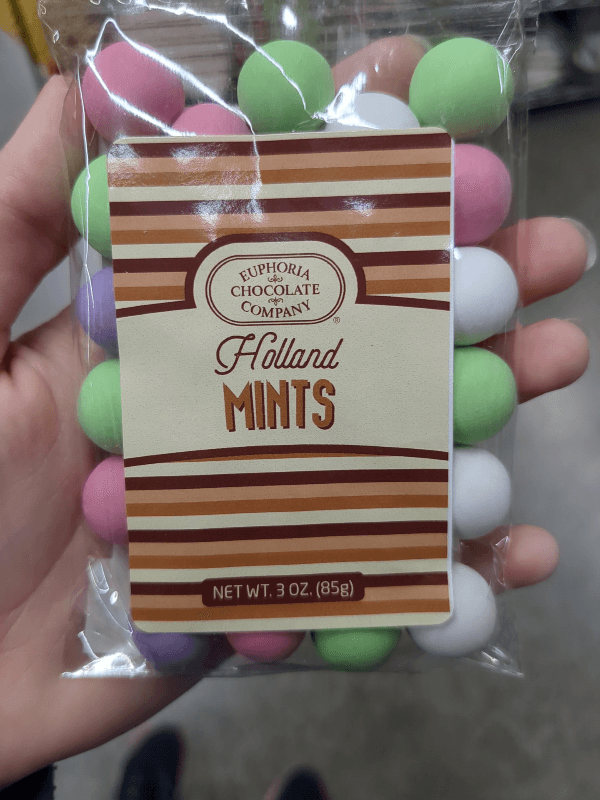 EUPHORIA
CHOCOLATE
COMPANY
®
Holland
MINTS
NET WT. 3 OZ. (85g)